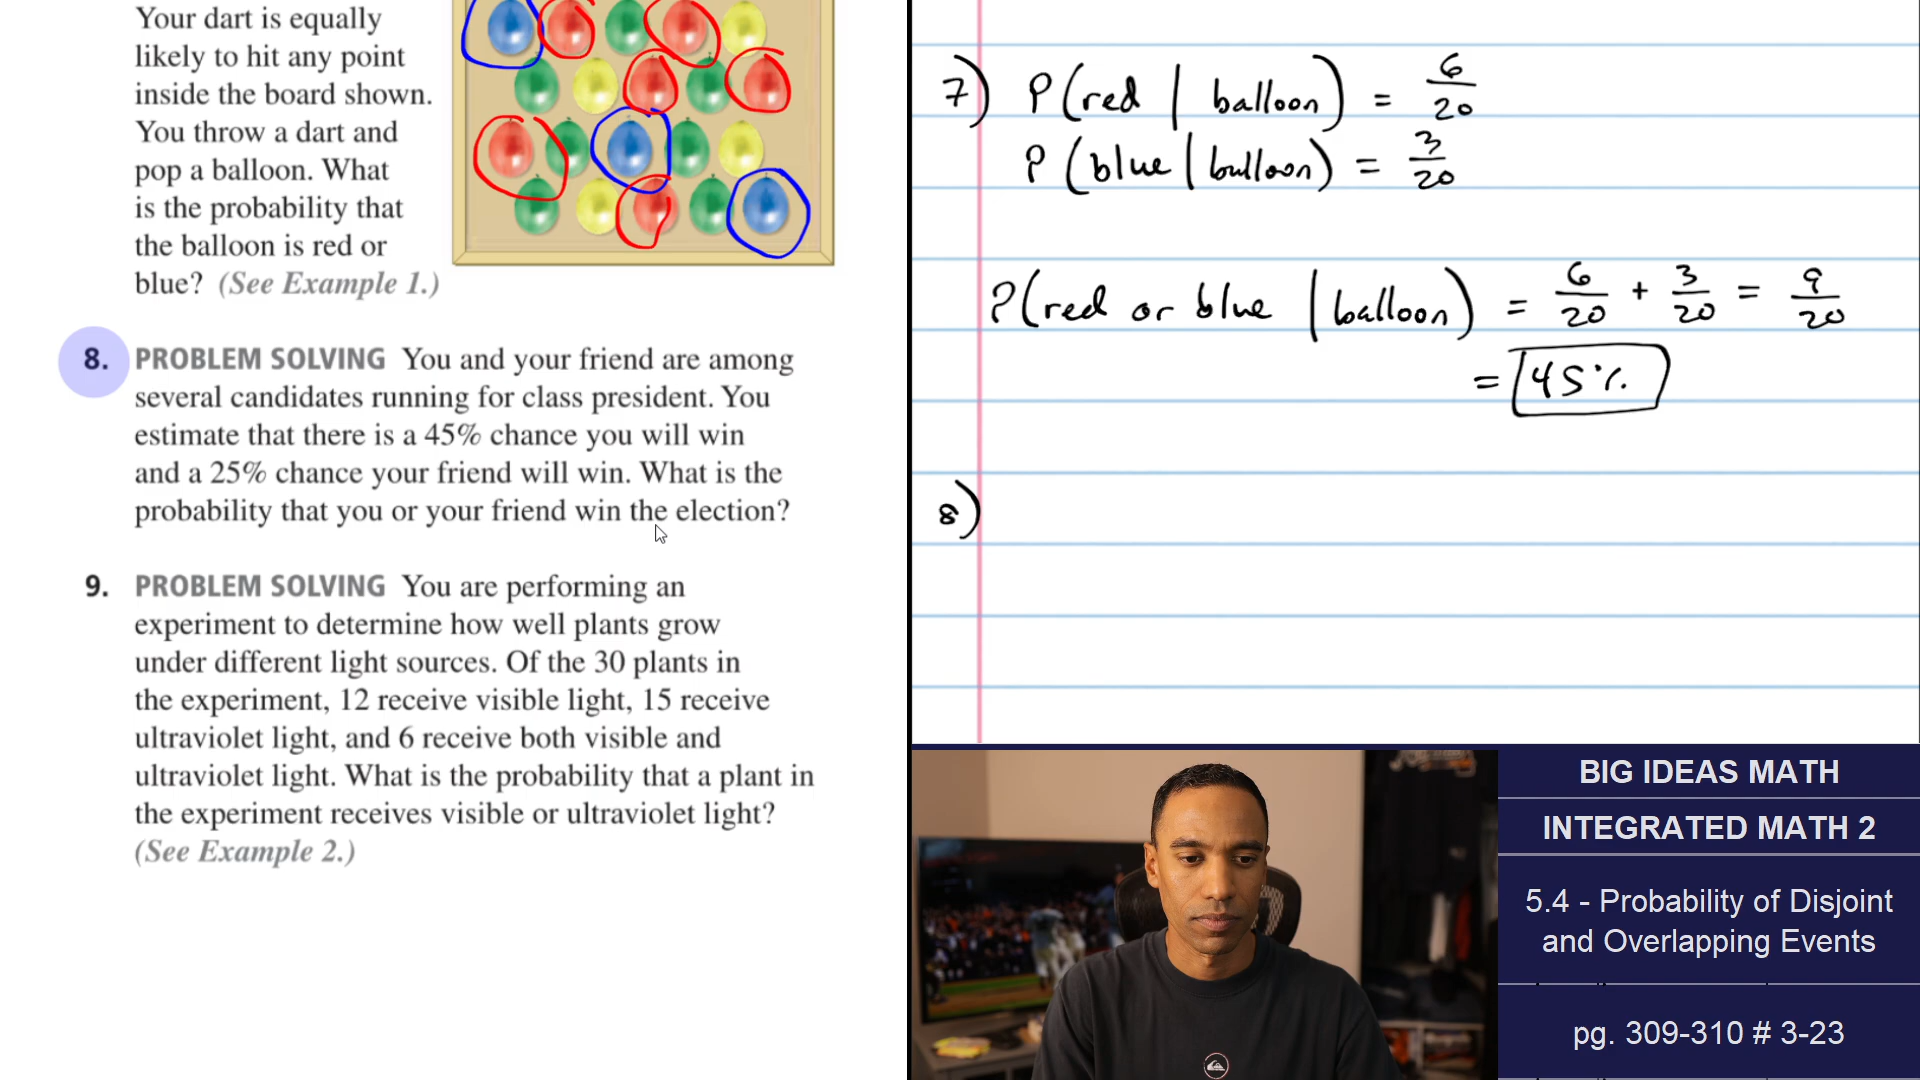 Your dart is equally
likely to hit any point
inside the board shown.
You throw a dart and
pop a balloon. What
is the probability that
the balloon is red or
blue? (See Example 1.)
8. PROBLEM SOLVING You and your friend are among
several candidates running for class president. You
estimate that there is a 45% chance you will win
and a 25% chance your friend will win. What is the
probability that you or your friend win the election?
9. PROBLEM SOLVING You are performing an
experiment to determine how well plants grow
under different light sources. Of the 30 plants in
the experiment, 12 receive visible light, 15 receive
ultraviolet light, and 6 receive both visible and
ultraviolet light. What is the probability that a plant in
the experiment receives visible or ultraviolet light?
(See Example 2.)
7) P(red | balloon) = 6/20
P(blue | balloon) = 3/20
P(red or blue | balloon) = 6/20 + 3/20 = 9/20
= 45%
8)
BIG IDEAS MATH
INTEGRATED MATH 2
5.4 - Probability of Disjoint
and Overlapping Events
pg. 309-310 # 3-23